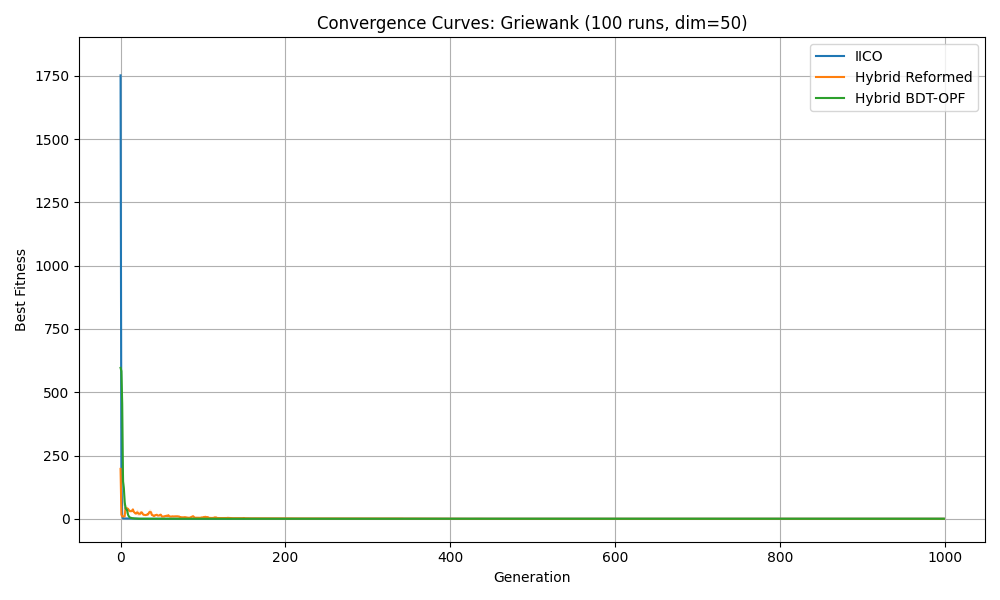 Convergence Curves: Griewank (100 runs, dim=50)
IICO
Hybrid Reformed
Hybrid BDT-OPF
Best Fitness
1750
1500
1250
1000
750
500
250
0
0 200 400 600 800 1000
Generation